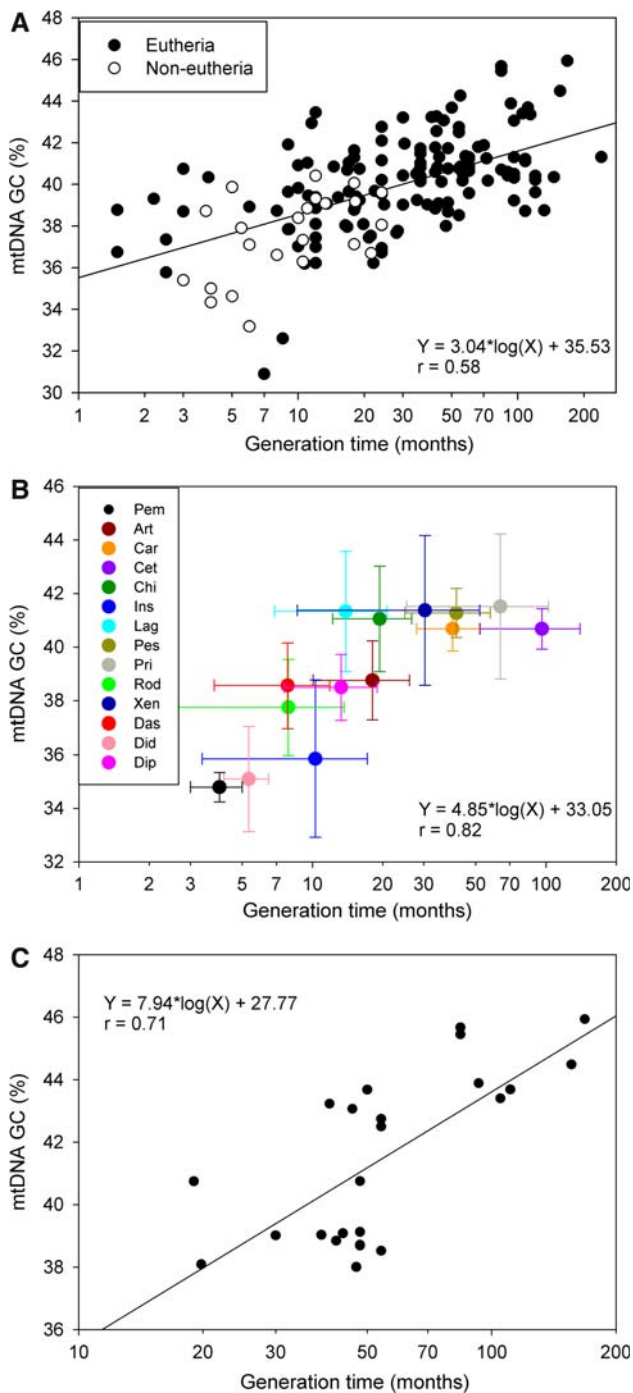 A
Eutheria
Non-eutheria
mtDNA GC (%)
48
46
44
42
40
38
36
34
32
30
Y = 3.04*log(X) + 35.53
r = 0.58
1 2 3 5 7 10 20 30 50 70 100 200
Generation time (months)
B
Pem
Art
Car
Cet
Chi
Ins
Lag
Pes
Pri
Rod
Xen
Das
Did
Dip
mtDNA GC (%)
46
44
42
40
38
36
34
32
Y = 4.85*log(X) + 33.05
r = 0.82
1 2 3 5 7 10 20 30 50 70 100 200
Generation time (months)
C
Y = 7.94*log(X) + 27.77
r = 0.71
mtDNA GC (%)
48
46
44
42
40
38
36
10 20 30 50 70 100 200
Generation time (months)